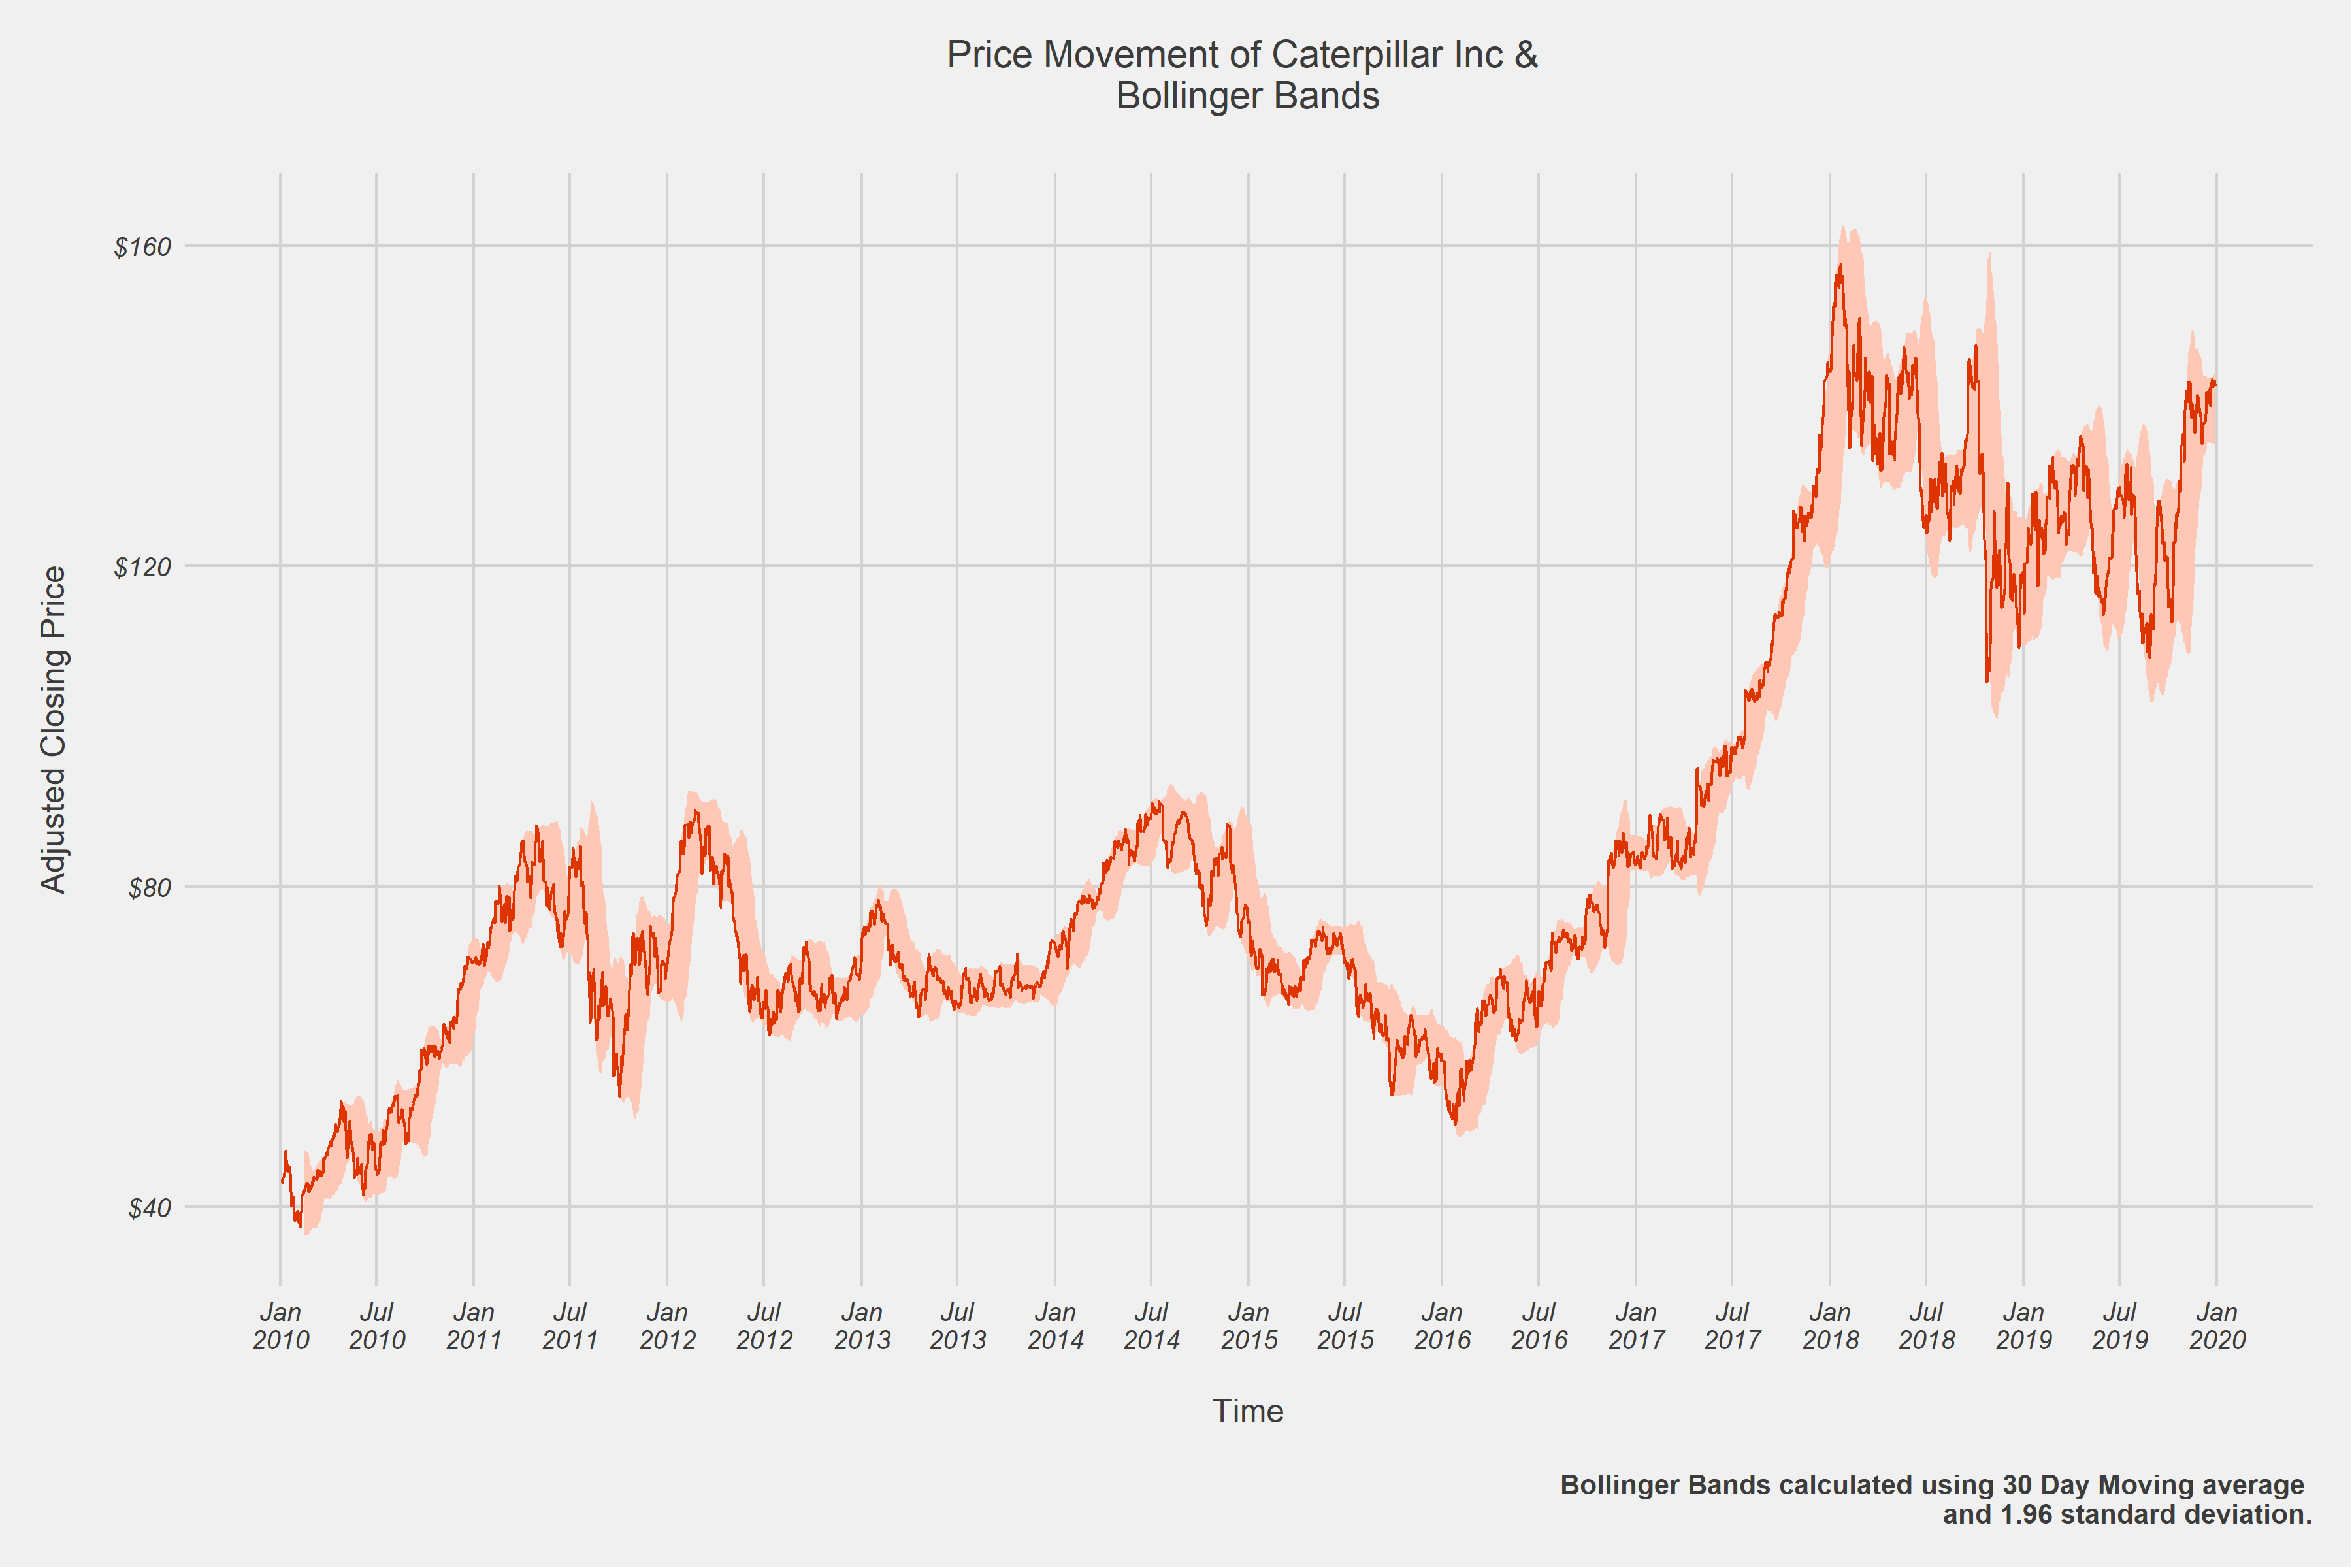 Price Movement of Caterpillar Inc &
Bollinger Bands
$160
$120
$80
$40
Adjusted Closing Price
Jan Jul Jan Jul Jan Jul Jan Jul Jan Jul Jan Jul Jan Jul Jan Jul Jan Jul Jan Jul Jan
2010 2010 2011 2011 2012 2012 2013 2013 2014 2014 2015 2015 2016 2016 2017 2017 2018 2018 2019 2019 2020
Time
Bollinger Bands calculated using 30 Day Moving average
and 1.96 standard deviation.